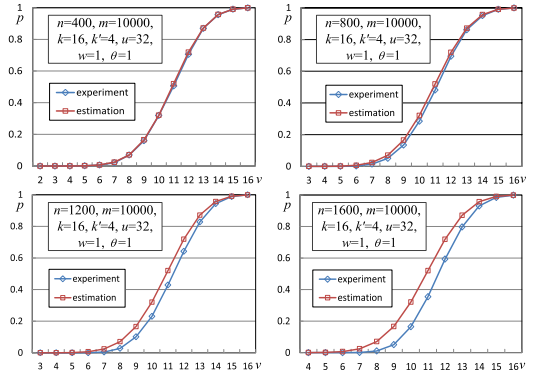 p
1
0.8
0.6
0.4
0.2
0
n=400, m=10000,
k=16, k'=4, u=32,
w=1, θ=1
experiment
estimation
2 3 4 5 6 7 8 9 10 11 12 13 14 15 16 v
p
1
0.8
0.6
0.4
0.2
0
n=800, m=10000,
k=16, k'=4, u=32,
w=1, θ=1
experiment
estimation
3 4 5 6 7 8 9 10 11 12 13 14 15 16 v
p
1
0.8
0.6
0.4
0.2
0
n=1200, m=10000,
k=16, k'=4, u=32,
w=1, θ=1
experiment
estimation
3 4 5 6 7 8 9 10 11 12 13 14 15 16 v
p
1
0.8
0.6
0.4
0.2
0
n=1600, m=10000,
k=16, k'=4, u=32,
w=1, θ=1
experiment
estimation
4 5 6 7 8 9 10 11 12 13 14 15 16 v